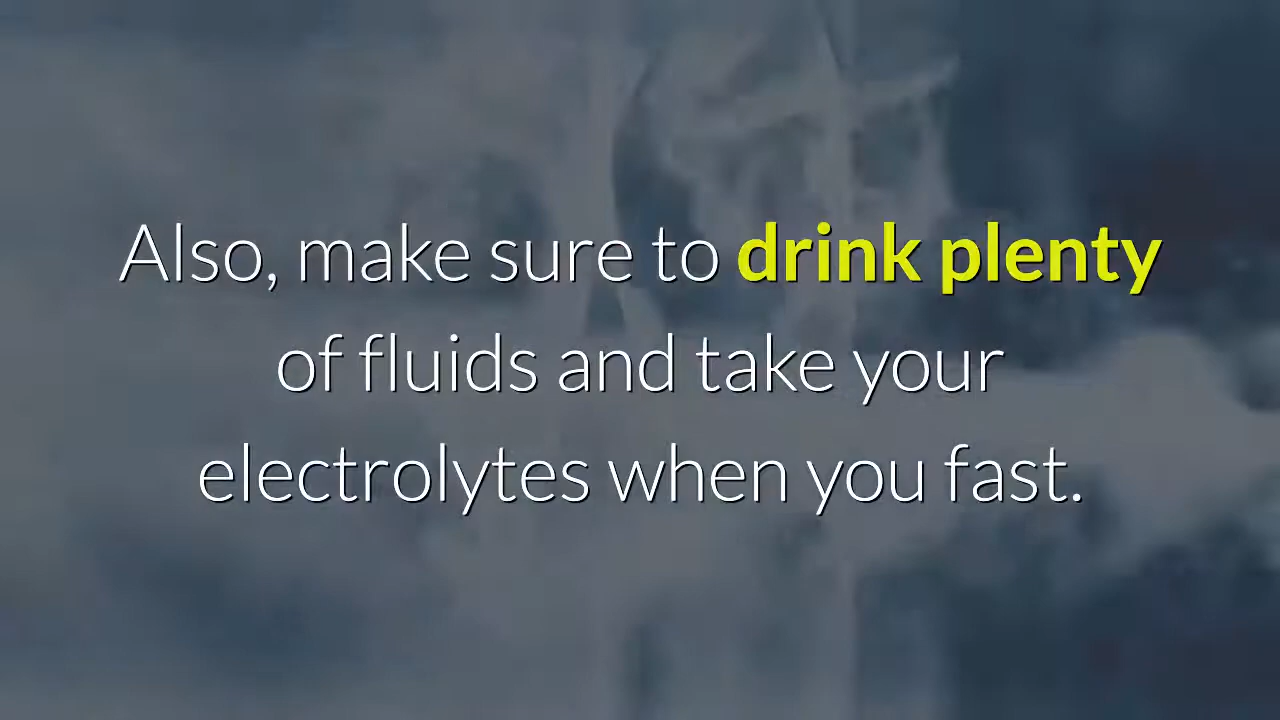 Also, make sure to drink plenty
of fluids and take your
electrolytes when you fast.